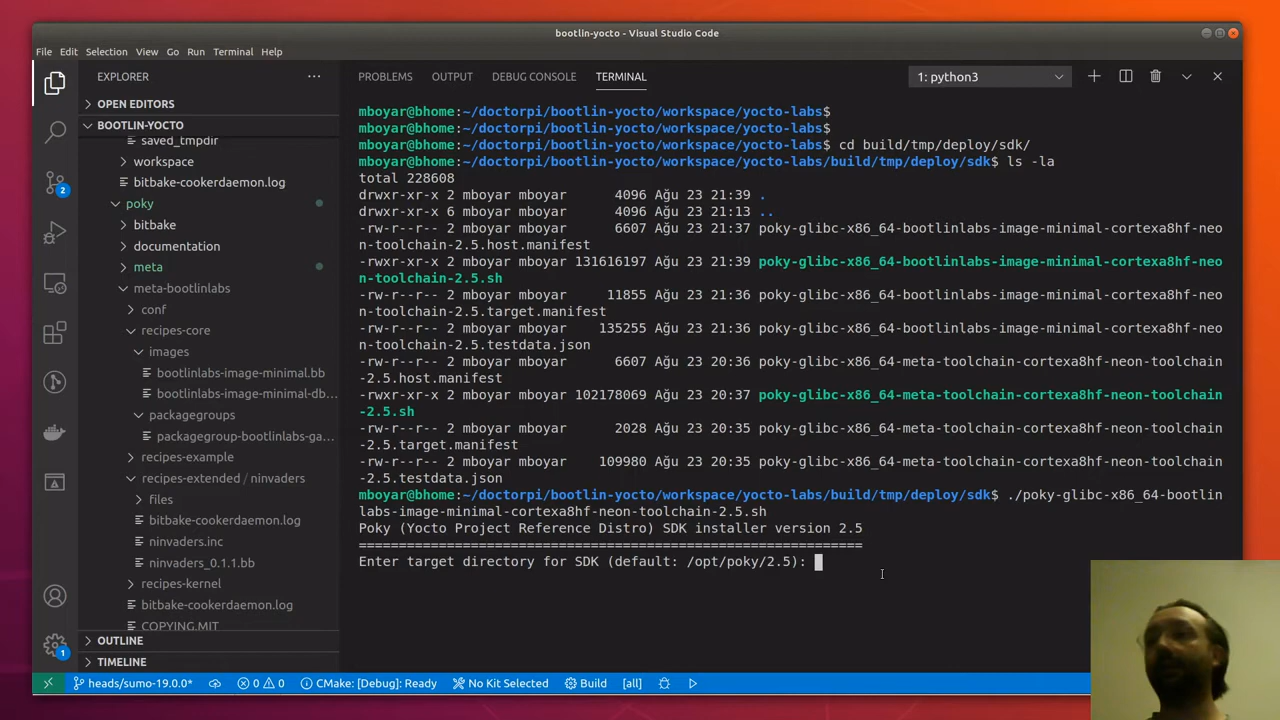 bootlin-yocto - Visual Studio Code
File Edit Selection View Go Run Terminal Help
EXPLORER
OPEN EDITORS
BOOTLIN-YOCTO
saved_tmpdir
workspace
bitbake-cookerdaemon.log
poky
bitbake
documentation
meta
meta-bootlinlabs
conf
recipes-core
images
bootlinlabs-image-minimal.bb
bootlinlabs-image-minimal-db...
packagegroups
packagegroup-bootlinlabs-ga...
recipes-example
recipes-extended / ninvaders
files
bitbake-cookerdaemon.log
ninvaders.inc
ninvaders_0.1.1.bb
recipes-kernel
bitbake-cookerdaemon.log
COPYING.MIT
OUTLINE
TIMELINE
2
1
PROBLEMS OUTPUT DEBUG CONSOLE TERMINAL 1: python3
mboyar@bhome:~/doctorpi/bootlin-yocto/workspace/yocto-labs$
mboyar@bhome:~/doctorpi/bootlin-yocto/workspace/yocto-labs$
mboyar@bhome:~/doctorpi/bootlin-yocto/workspace/yocto-labs$ cd build/tmp/deploy/sdk/
mboyar@bhome:~/doctorpi/bootlin-yocto/workspace/yocto-labs/build/tmp/deploy/sdk$ ls -la
total 228608
drwxr-xr-x 2 mboyar mboyar 4096 Ağu 23 21:39 .
drwxr-xr-x 6 mboyar mboyar 4096 Ağu 23 21:13 ..
-rw-r--r-- 2 mboyar mboyar 6607 Ağu 23 21:37 poky-glibc-x86_64-bootlinlabs-image-minimal-cortexa8hf-neo
n-toolchain-2.5.host.manifest
-rwxr-xr-x 2 mboyar mboyar 131616197 Ağu 23 21:39 poky-glibc-x86_64-bootlinlabs-image-minimal-cortexa8hf-neo
n-toolchain-2.5.sh
-rw-r--r-- 2 mboyar mboyar 11855 Ağu 23 21:36 poky-glibc-x86_64-bootlinlabs-image-minimal-cortexa8hf-neo
n-toolchain-2.5.target.manifest
-rw-r--r-- 2 mboyar mboyar 135255 Ağu 23 21:36 poky-glibc-x86_64-bootlinlabs-image-minimal-cortexa8hf-neo
n-toolchain-2.5.testdata.json
-rw-r--r-- 2 mboyar mboyar 6607 Ağu 23 20:36 poky-glibc-x86_64-meta-toolchain-cortexa8hf-neon-toolchain
-2.5.host.manifest
-rwxr-xr-x 2 mboyar mboyar 102178069 Ağu 23 20:37 poky-glibc-x86_64-meta-toolchain-cortexa8hf-neon-toolchain
-2.5.sh
-rw-r--r-- 2 mboyar mboyar 2028 Ağu 23 20:35 poky-glibc-x86_64-meta-toolchain-cortexa8hf-neon-toolchain
-2.5.target.manifest
-rw-r--r-- 2 mboyar mboyar 109980 Ağu 23 20:35 poky-glibc-x86_64-meta-toolchain-cortexa8hf-neon-toolchain
-2.5.testdata.json
mboyar@bhome:~/doctorpi/bootlin-yocto/workspace/yocto-labs/build/tmp/deploy/sdk$ ./poky-glibc-x86_64-bootlin
labs-image-minimal-cortexa8hf-neon-toolchain-2.5.sh
Poky (Yocto Project Reference Distro) SDK installer version 2.5
===============================================================
Enter target directory for SDK (default: /opt/poky/2.5):
heads/sumo-19.0.0* 0 0 CMake: [Debug]: Ready No Kit Selected Build [all]